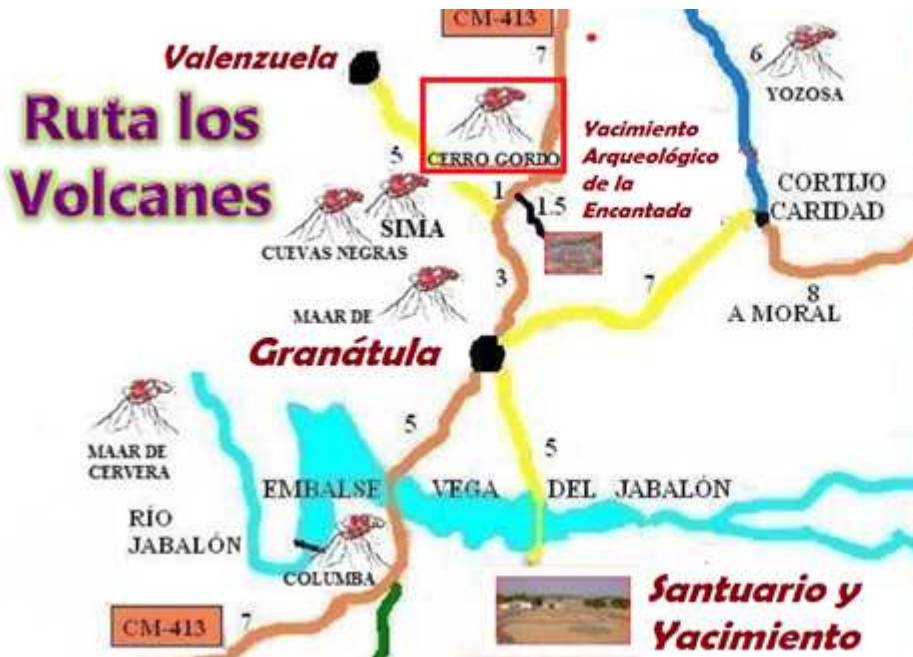 CM-413
7
6
Valenzuela
YOZOSA
Ruta los
Volcanes
CERRO GORDO
Yacimiento
Arqueológico
de la
Encantada
5
1
1.5
CORTIJO
CARIDAD
SIMA
CUEVAS NEGRAS
3
7
8
A MORAL
MAAR DE
Granátula
5
5
MAAR DE
CERVERA
EMBALSE VEGA DEL JABALÓN
RÍO
JABALÓN
COLUMBA
Santuario y
Yacimiento
CM-413
7